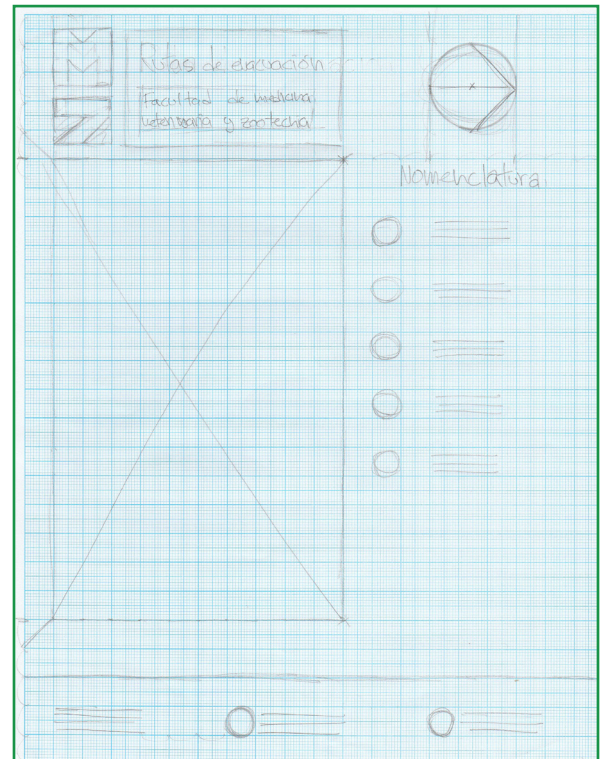 Rutas de evacuación
Facultad de medicina
veterinaria y zootecnia
Nomenclatura